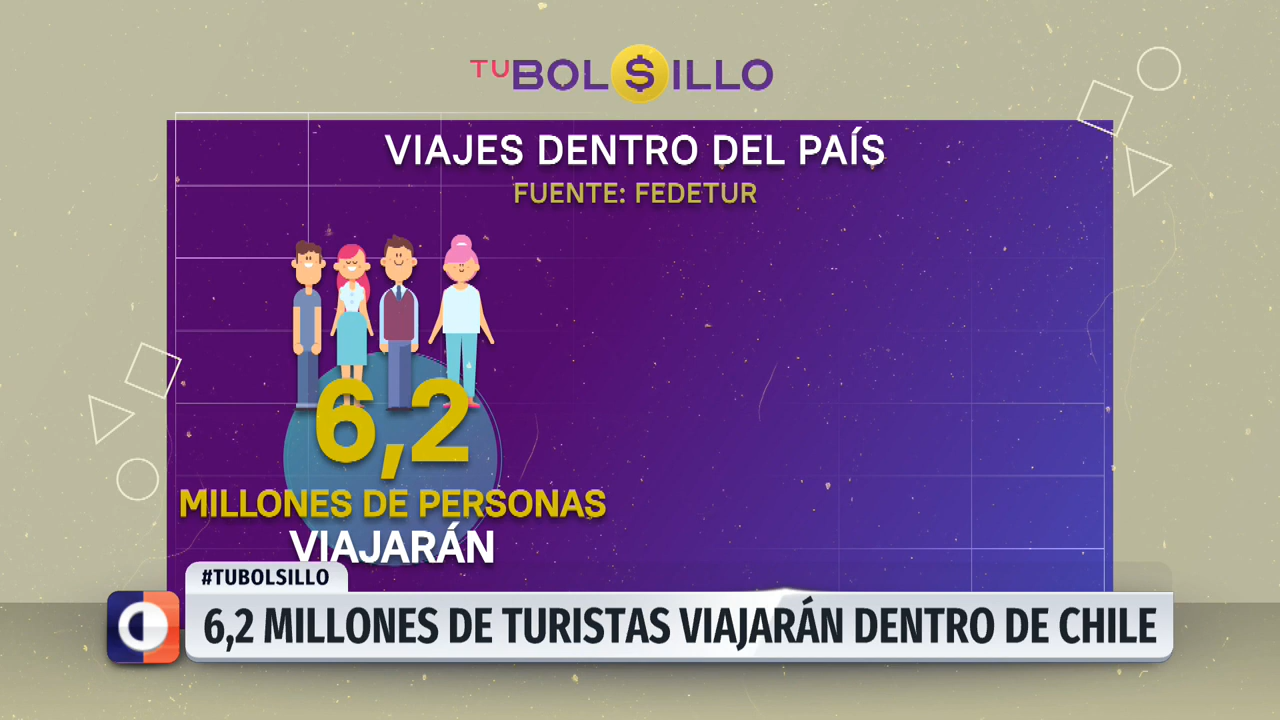 TUBOLSILLO
VIAJES DENTRO DEL PAÍS
FUENTE: FEDETUR
6,2
MILLONES DE PERSONAS
VIAJARÁN
#TUBOLSILLO
6,2 MILLONES DE TURISTAS VIAJARÁN DENTRO DE CHILE